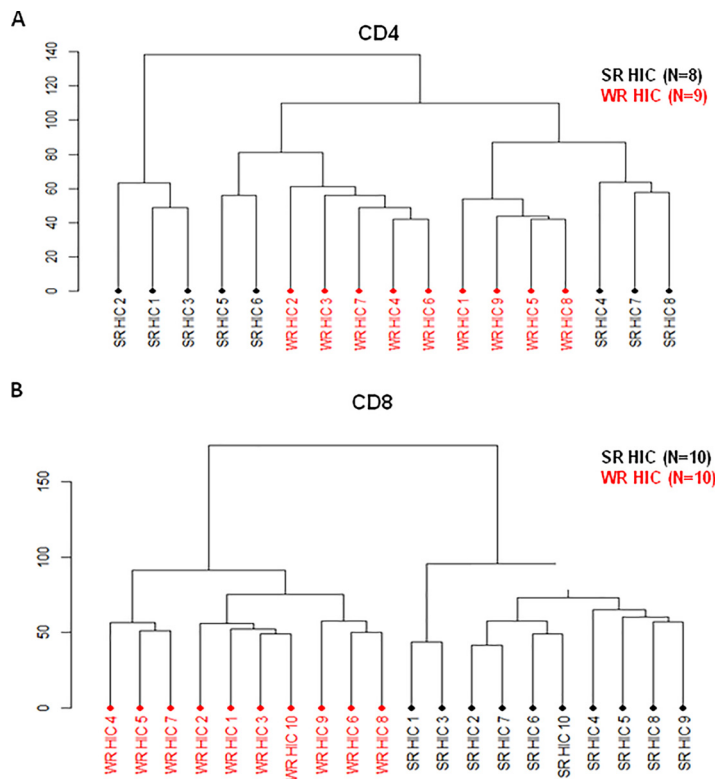 A
CD4
140
120
100
80
60
40
20
0
SR HIC (N=8)
WR HIC (N=9)
SR HIC 2
SR HIC 1
SR HIC 3
SR HIC 5
SR HIC 6
WR HIC 2
WR HIC 3
WR HIC 7
WR HIC 4
WR HIC 6
WR HIC 1
WR HIC 9
WR HIC 5
WR HIC 8
SR HIC 4
SR HIC 7
SR HIC 8
B
CD8
150
100
50
0
SR HIC (N=10)
WR HIC (N=10)
WR HIC 4
WR HIC 5
WR HIC 7
WR HIC 2
WR HIC 1
WR HIC 3
WR HIC 10
WR HIC 9
WR HIC 6
WR HIC 8
SR HIC 1
SR HIC 3
SR HIC 2
SR HIC 7
SR HIC 6
SR HIC 10
SR HIC 4
SR HIC 5
SR HIC 8
SR HIC 9